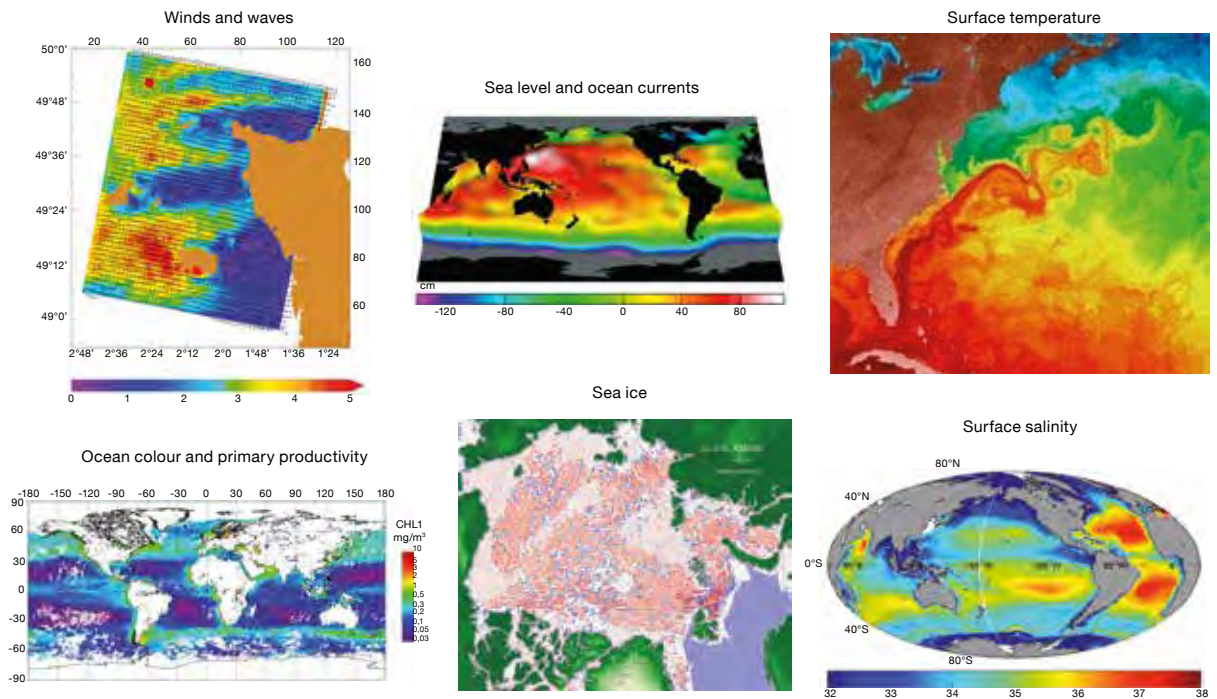 Winds and waves
20 40 60 80 100 120
50°0'
49°48'
49°36'
49°24'
49°12'
49°0'
160
140
120
100
80
60
2°48' 2°36' 2°24' 2°12' 2°0' 1°48' 1°36' 1°24'
0 1 2 3 4 5
Sea level and ocean currents
cm
-120 -80 -40 0 40 80
Surface temperature
Ocean colour and primary productivity
-180 -150 -120 -90 -60 -30 0 30 60 90 120 150 180
90
60
30
0
-30
-60
-90
CHL1
mg/m³
10
5
2
1
0,5
0,3
0,2
0,1
0,05
0,03
Sea ice
Surface salinity
80°N
40°N 40°N
0°S
40°S 40°S
80°S
32 33 34 35 36 37 38